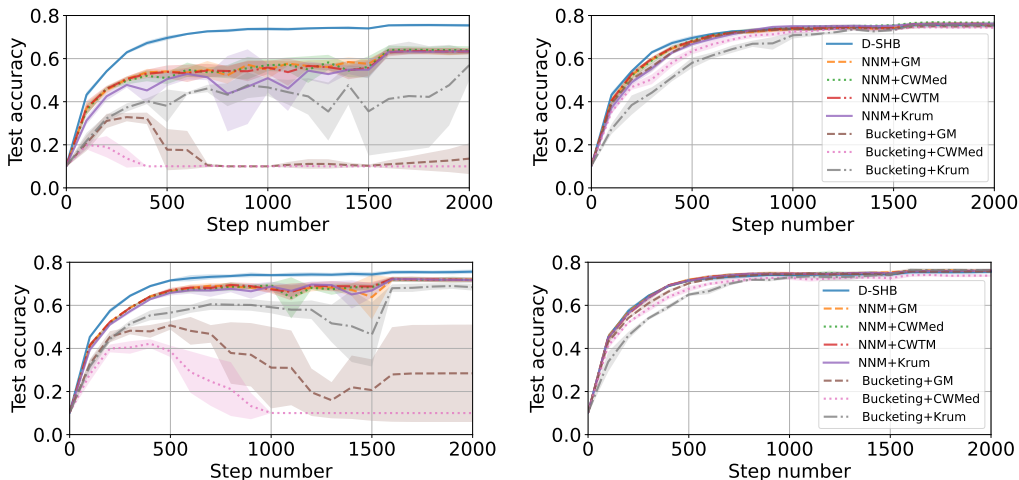 0.8
0.6
0.4
0.2
0.0
Test accuracy
0 500 1000 1500 2000
Step number
0.8
0.6
0.4
0.2
0.0
Test accuracy
D-SHB
NNM+GM
NNM+CWMed
NNM+CWTM
NNM+Krum
Bucketing+GM
Bucketing+CWMed
Bucketing+Krum
0 500 1000 1500 2000
Step number
0.8
0.6
0.4
0.2
0.0
Test accuracy
0 500 1000 1500 2000
Step number
0.8
0.6
0.4
0.2
0.0
Test accuracy
D-SHB
NNM+GM
NNM+CWMed
NNM+CWTM
NNM+Krum
Bucketing+GM
Bucketing+CWMed
Bucketing+Krum
0 500 1000 1500 2000
Step number